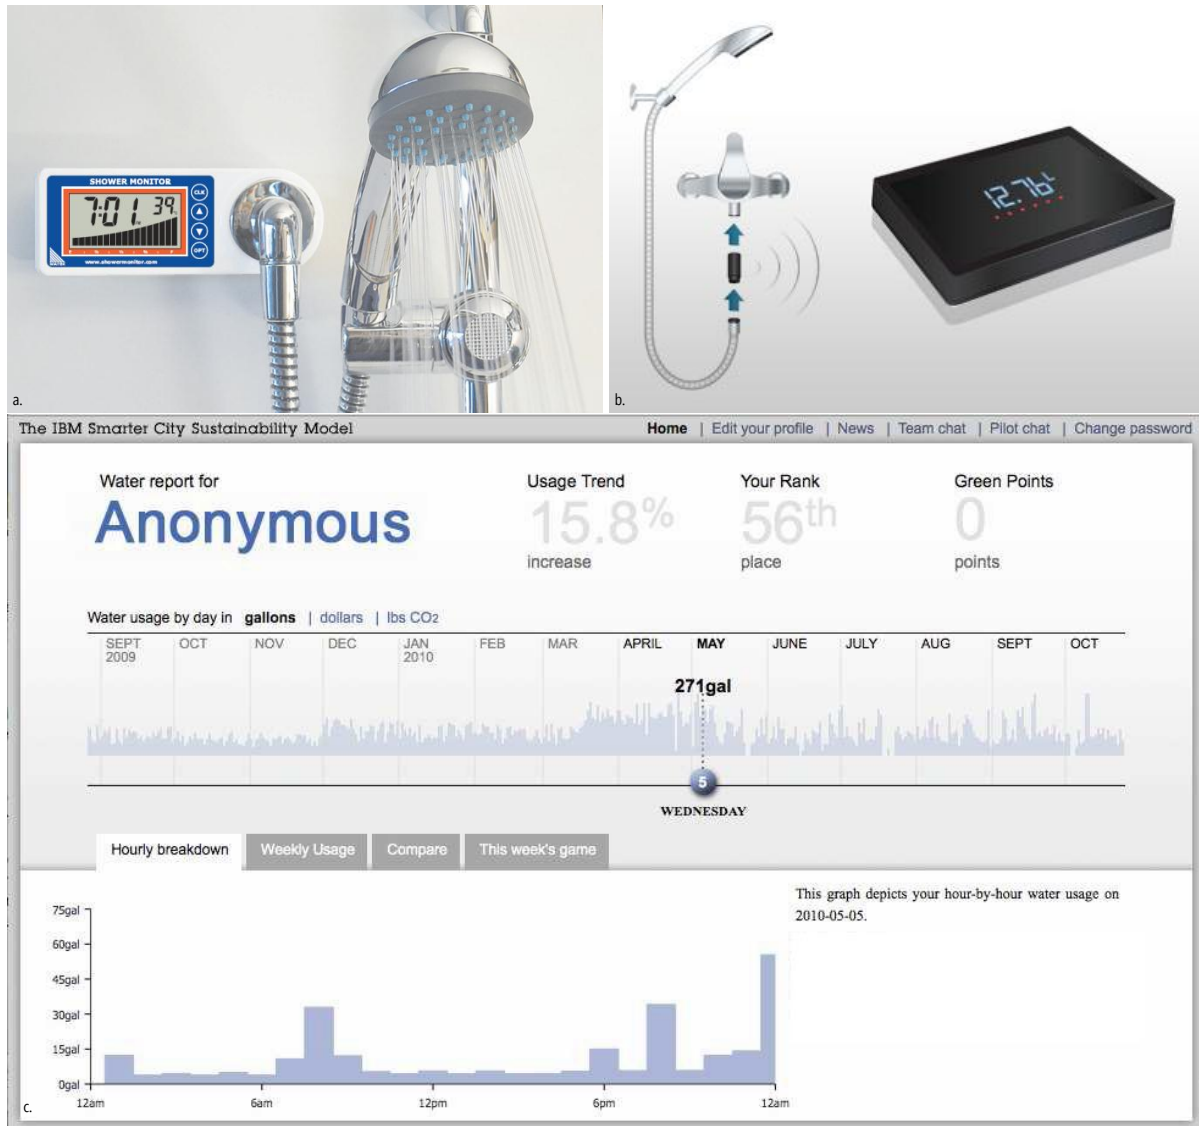 SHOWER MONITOR
7:01 39
CLK
OPT
www.showermonitor.com
a.
12.76L
b.
The IBM Smarter City Sustainability Model
Home | Edit your profile | News | Team chat | Pilot chat | Change password
Water report for
Anonymous
Usage Trend
15.8%
increase
Your Rank
56th
place
Green Points
0
points
Water usage by day in gallons | dollars | lbs CO2
SEPT OCT NOV DEC JAN FEB MAR APRIL MAY JUNE JULY AUG SEPT OCT
2009 2010
271gal
5
WEDNESDAY
Hourly breakdown Weekly Usage Compare This week's game
This graph depicts your hour-by-hour water usage on
2010-05-05.
75gal
60gal
45gal
30gal
15gal
0gal
12am 6am 12pm 6pm 12am
c.